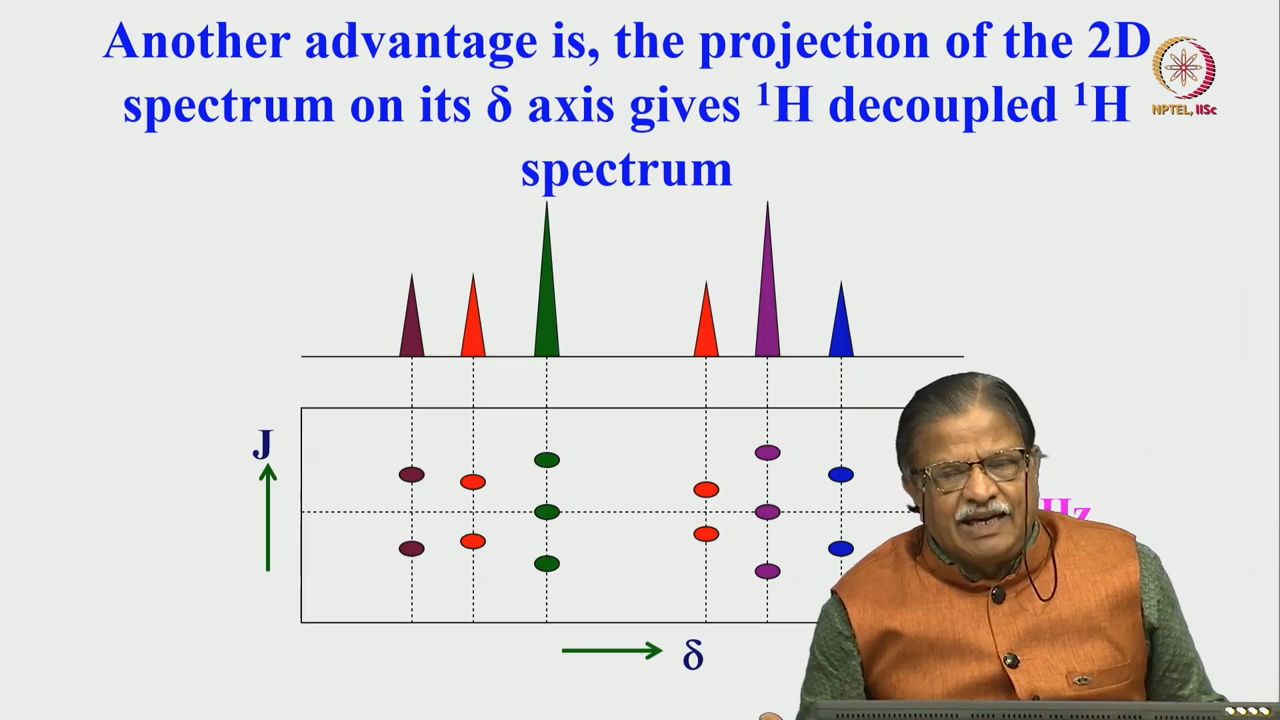 Another advantage is, the projection of the 2D
spectrum on its δ axis gives ¹H decoupled ¹H
spectrum
NPTEL, IISc
J
Hz
δ